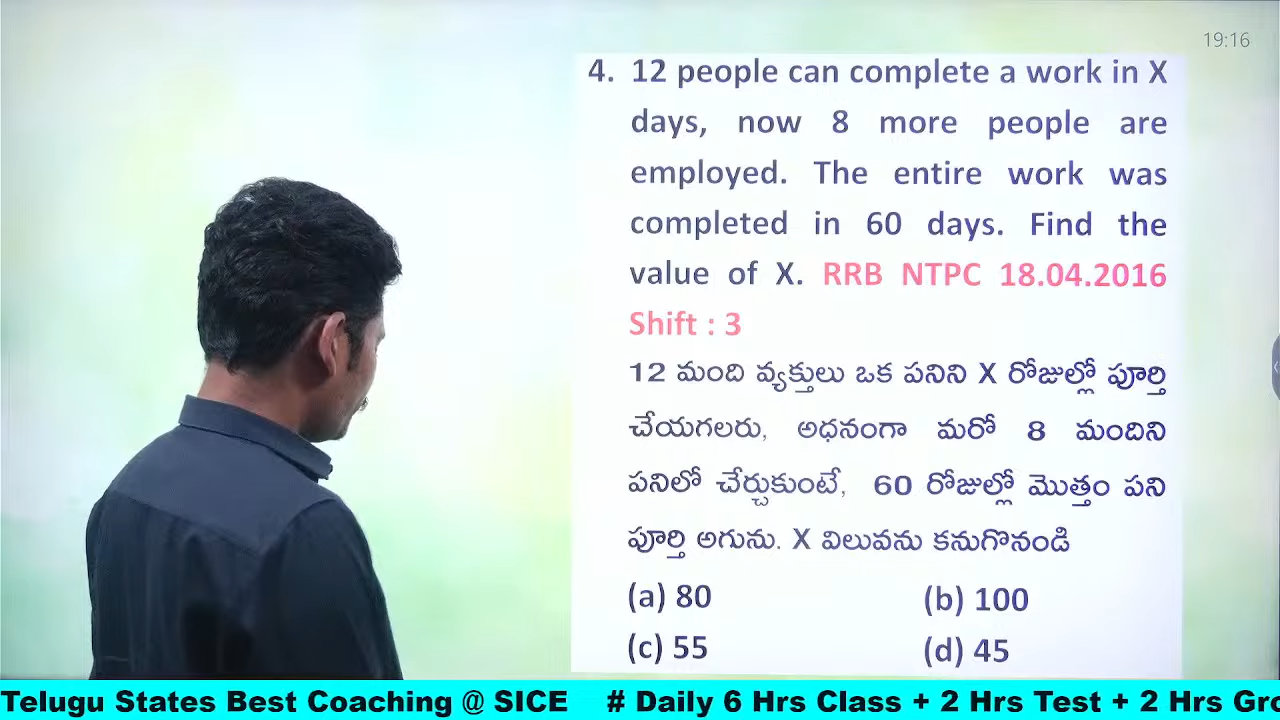 19:16
4. 12 people can complete a work in X
days, now 8 more people are
employed. The entire work was
completed in 60 days. Find the
value of X. RRB NTPC 18.04.2016
Shift : 3
12 మంది వ్యక్తులు ఒక పనిని X రోజుల్లో పూర్తి
చేయగలరు, అధనంగా మరో 8 మందిని
పనిలో చేర్చుకుంటే, 60 రోజుల్లో మొత్తం పని
పూర్తి అగును. X విలువను కనుగొనండి
(a) 80 (b) 100
(c) 55 (d) 45
Telugu States Best Coaching @ SICE # Daily 6 Hrs Class + 2 Hrs Test + 2 Hrs